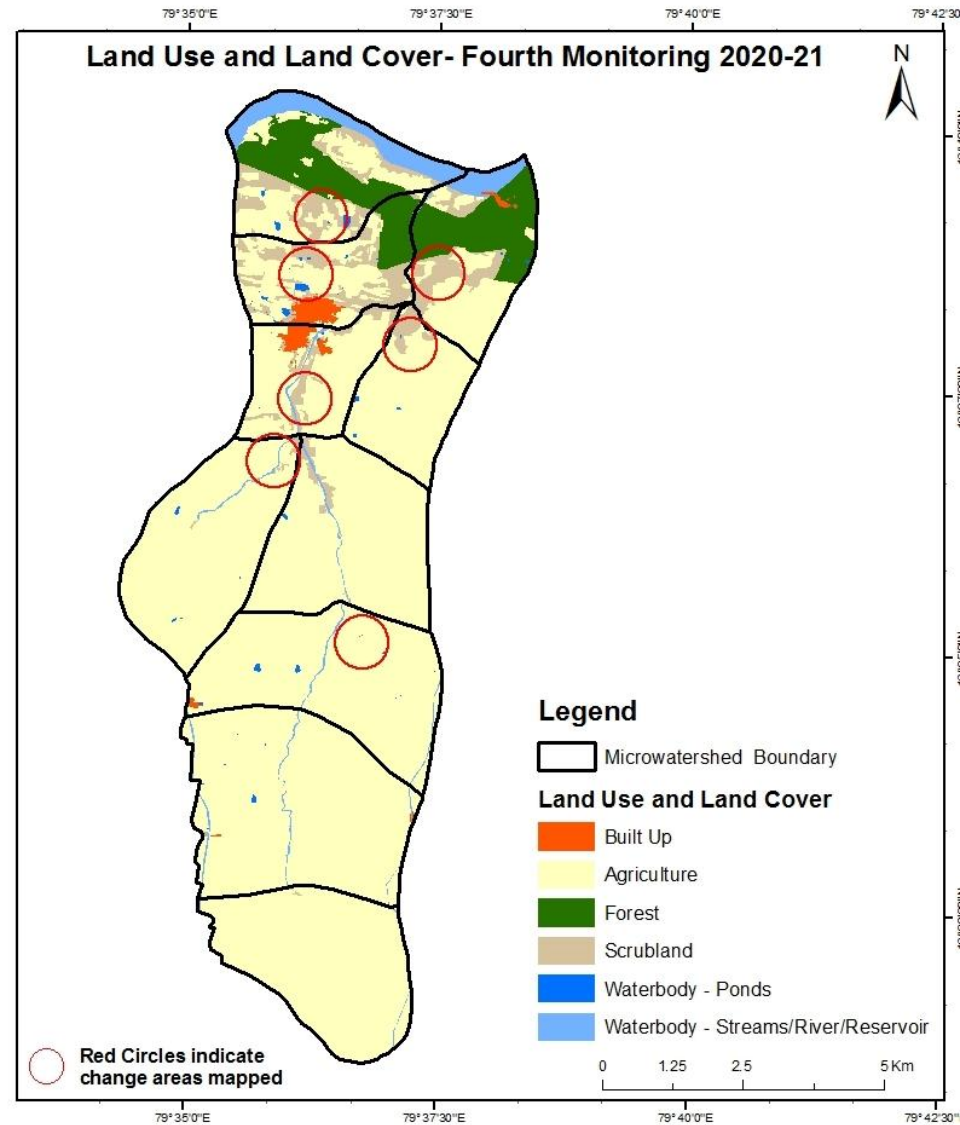 79°35'0"E 79°37'30"E 79°40'0"E 79°42'30"E
Land Use and Land Cover- Fourth Monitoring 2020-21
N
Legend
Microwatershed Boundary
Land Use and Land Cover
Built Up
Agriculture
Forest
Scrubland
Waterbody - Ponds
Waterbody - Streams/River/Reservoir
0 1.25 2.5 5 Km
Red Circles indicate
change areas mapped
79°35'0"E 79°37'30"E 79°40'0"E 79°42'30"E